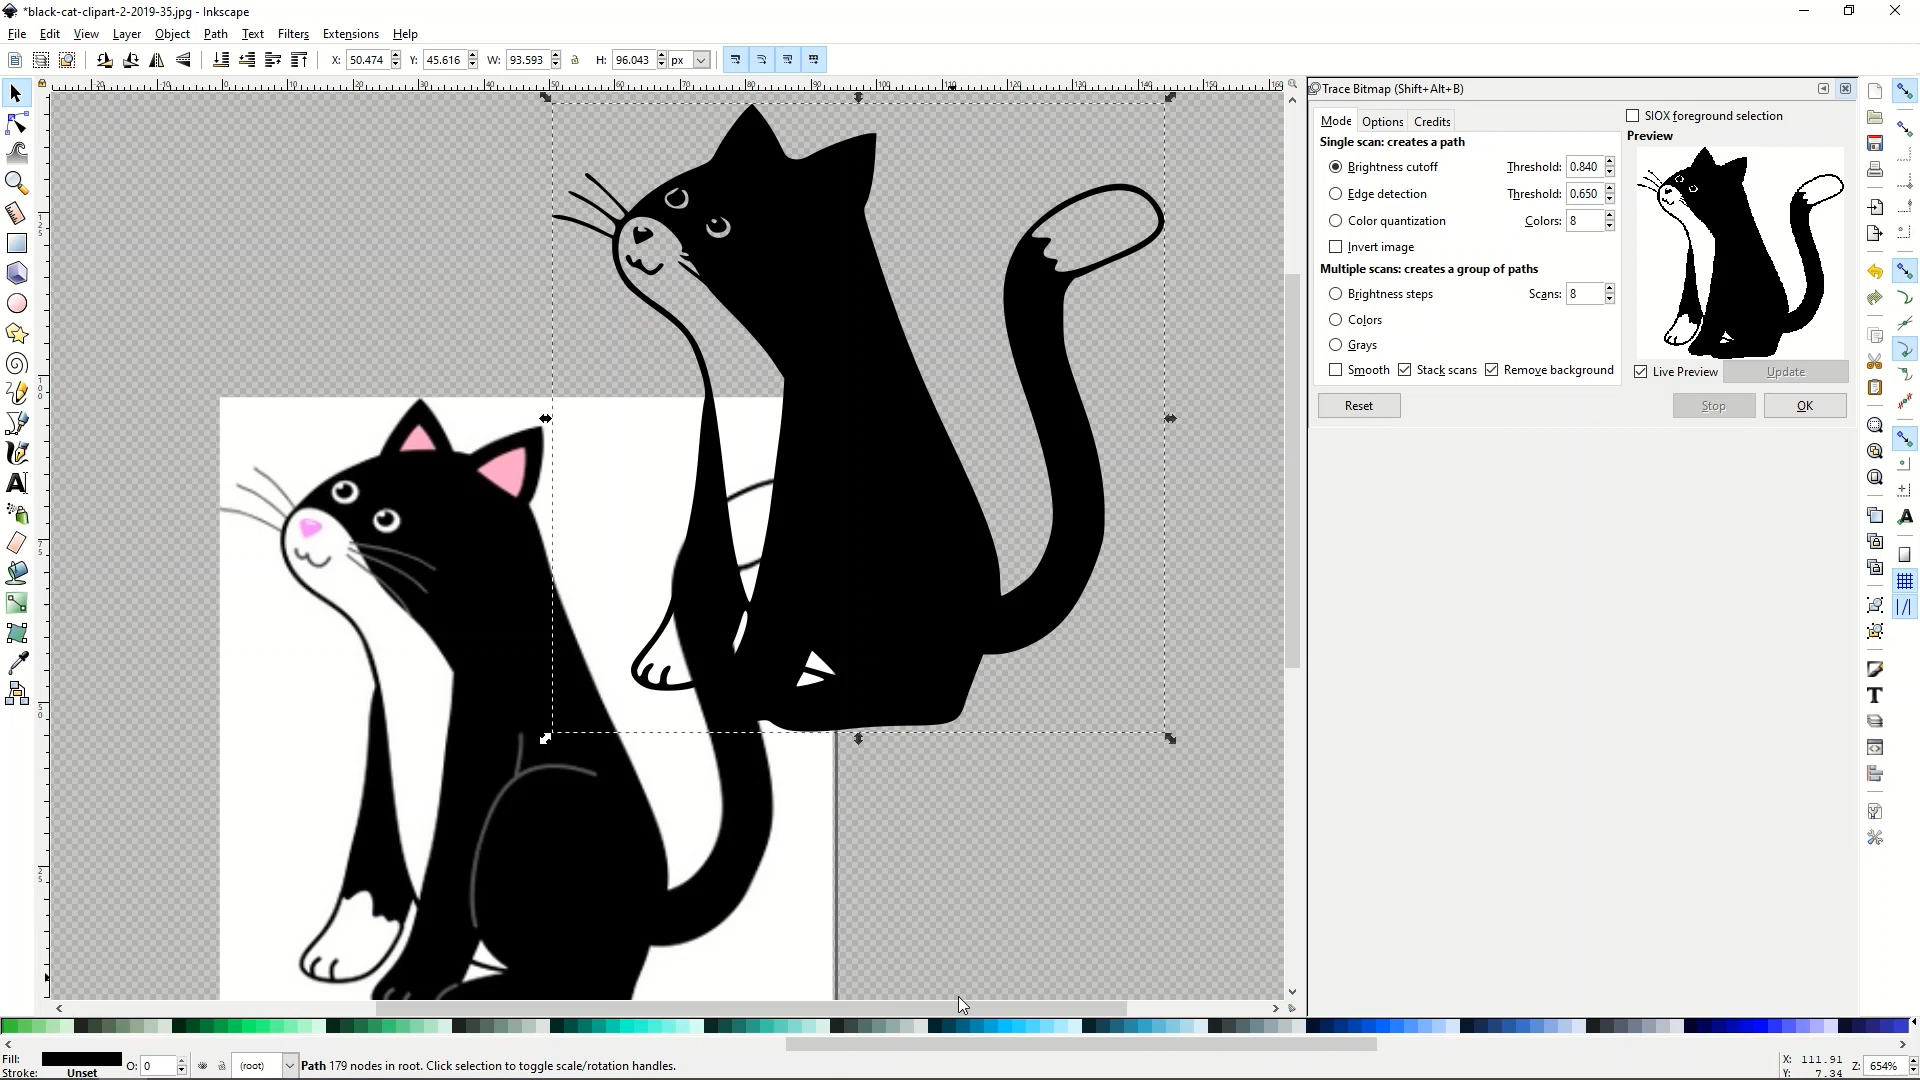 *black-cat-clipart-2-2019-35.jpg - Inkscape
File Edit View Layer Object Path Text Filters Extensions Help
X: 50.474 Y: 45.616 W: 93.593 H: 96.043 px
Trace Bitmap (Shift+Alt+B)
Mode Options Credits
SIOX foreground selection
Single scan: creates a path
Preview
Brightness cutoff Threshold: 0.840
Edge detection Threshold: 0.650
Color quantization Colors: 8
Invert image
Multiple scans: creates a group of paths
Brightness steps Scans: 8
Colors
Grays
Smooth Stack scans Remove background
Live Preview Update
Reset Stop OK
Fill:
Stroke: Unset
O: 0
(root)
Path 179 nodes in root. Click selection to toggle scale/rotation handles.
X: 111.91
Y: 7.34
Z: 654%